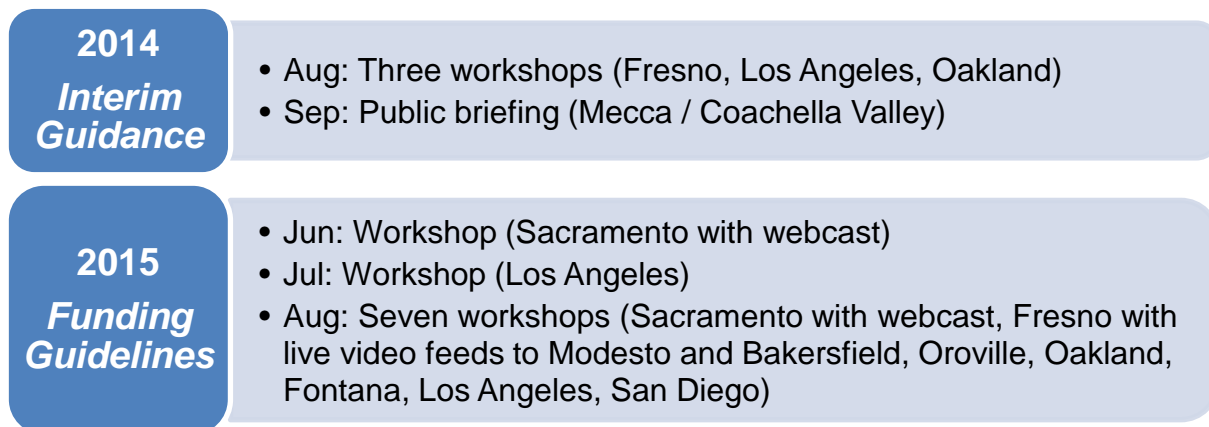 2014
Interim
Guidance
• Aug: Three workshops (Fresno, Los Angeles, Oakland)
• Sep: Public briefing (Mecca / Coachella Valley)
2015
Funding
Guidelines
• Jun: Workshop (Sacramento with webcast)
• Jul: Workshop (Los Angeles)
• Aug: Seven workshops (Sacramento with webcast, Fresno with
live video feeds to Modesto and Bakersfield, Oroville, Oakland,
Fontana, Los Angeles, San Diego)